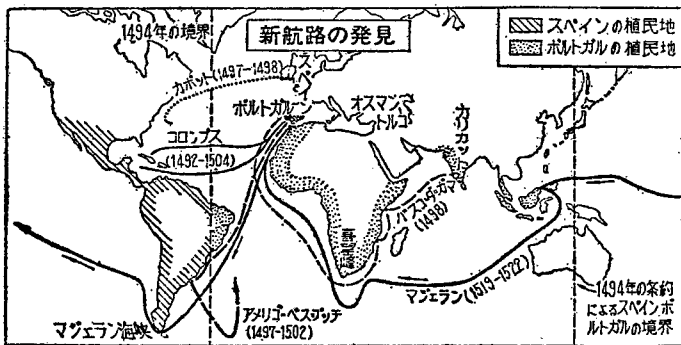 新航路の発見
1494年の境界
スペインの植民地
ポルトガルの植民地
カボット(1497-1498)
スペイン
ポルトガル
オスマン
トルコ
カリカット
コロンブス
(1492-1504)
バスコ・ダ・ガマ
(1498)
喜望峰
マジェラン(1519-1522)
アメリゴ・ベスプッチ
(1497-1502)
マジェラン海峡
1494年の条約
によるスペイン
ポルトガルの境界